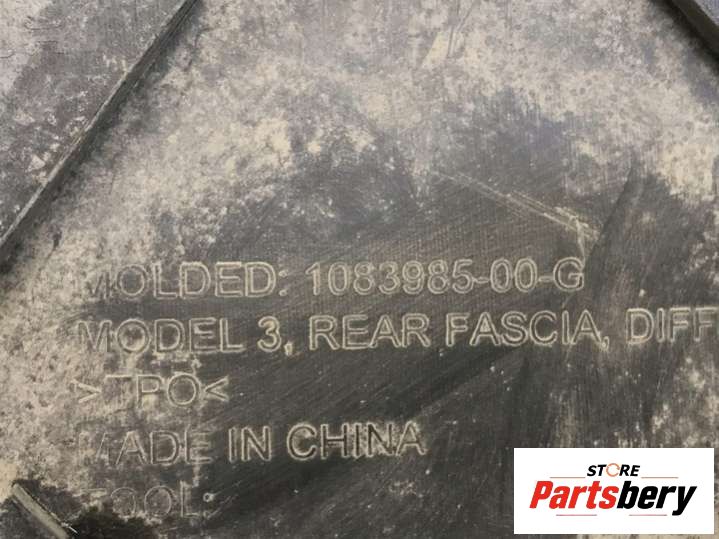 MOLDED: 1083985-00-G
MODEL 3, REAR FASCIA, DIFF
>TPO<
MADE IN CHINA
TOOL:
STORE
Partsbery